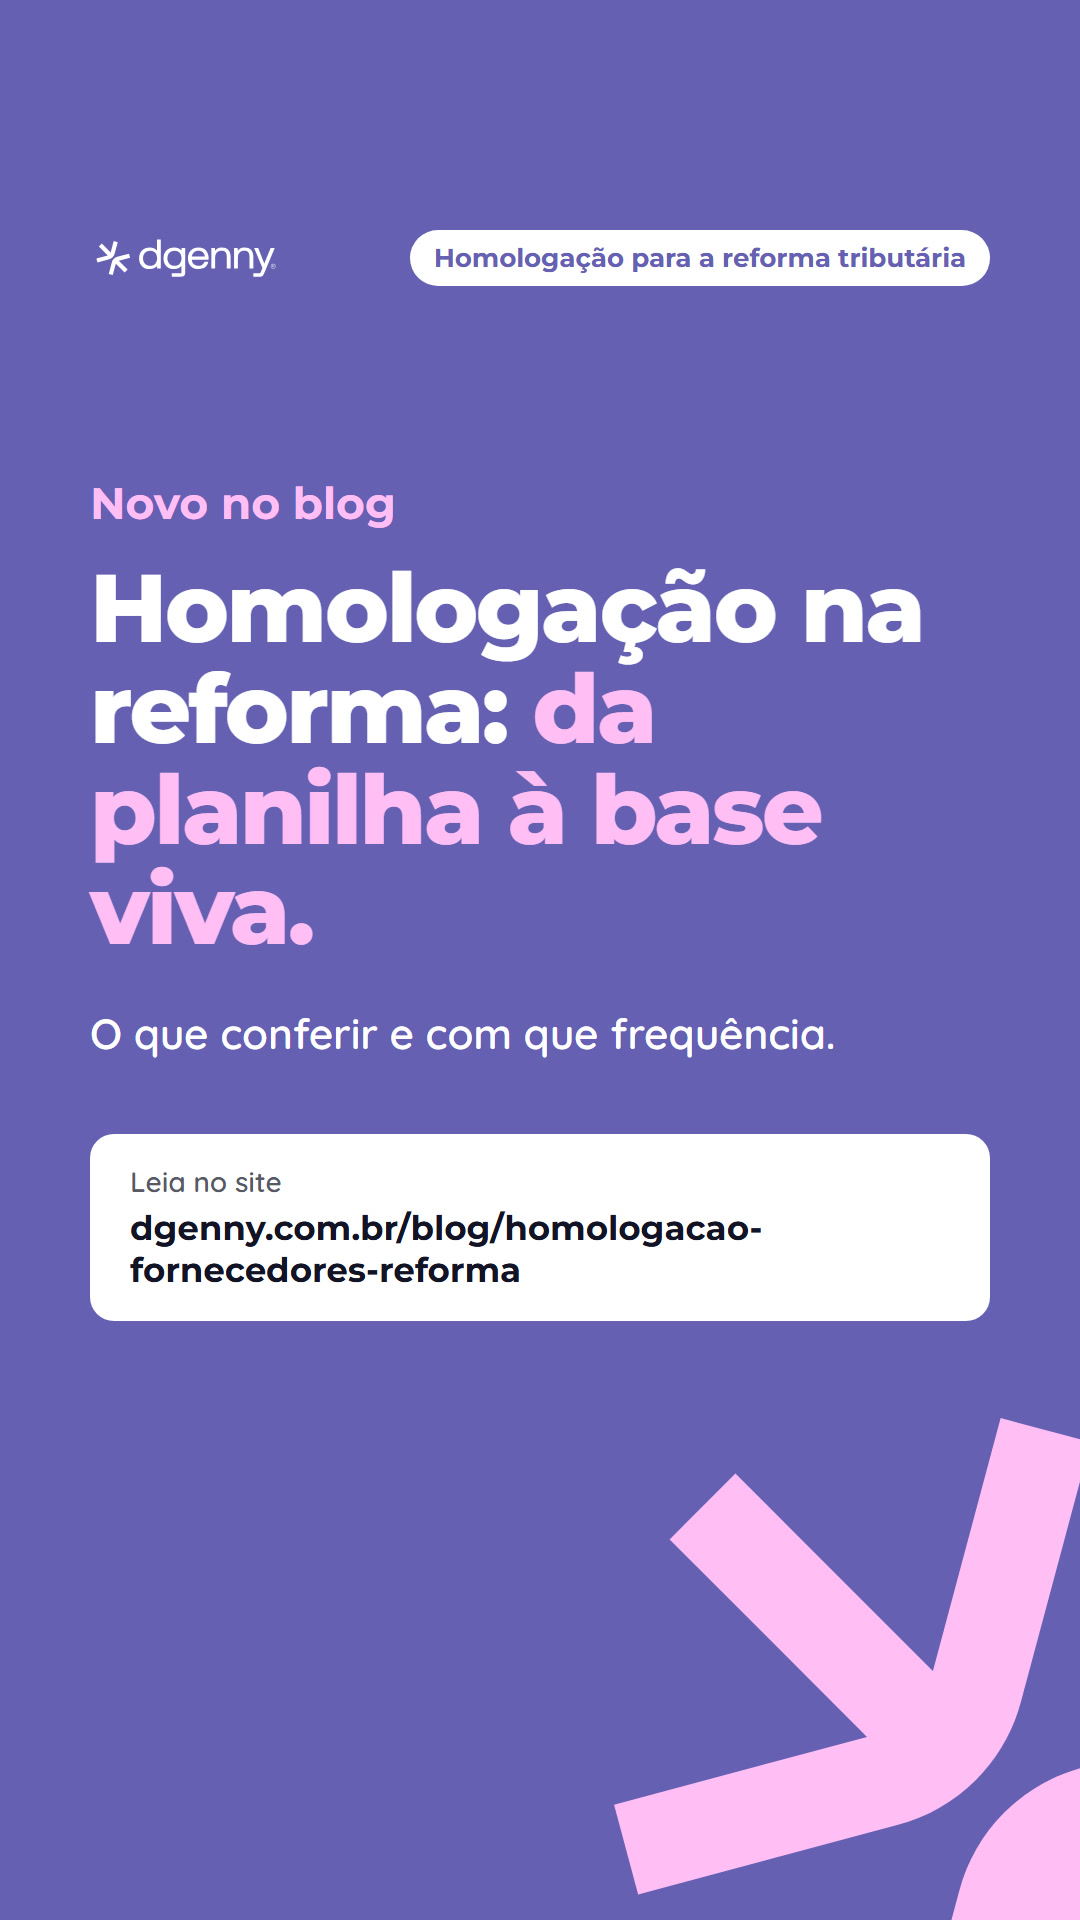 dgenny
Homologação para a reforma tributária
Novo no blog
Homologação na
reforma: da
planilha à base
viva.
O que conferir e com que frequência.
Leia no site
dgenny.com.br/blog/homologacao-
fornecedores-reforma